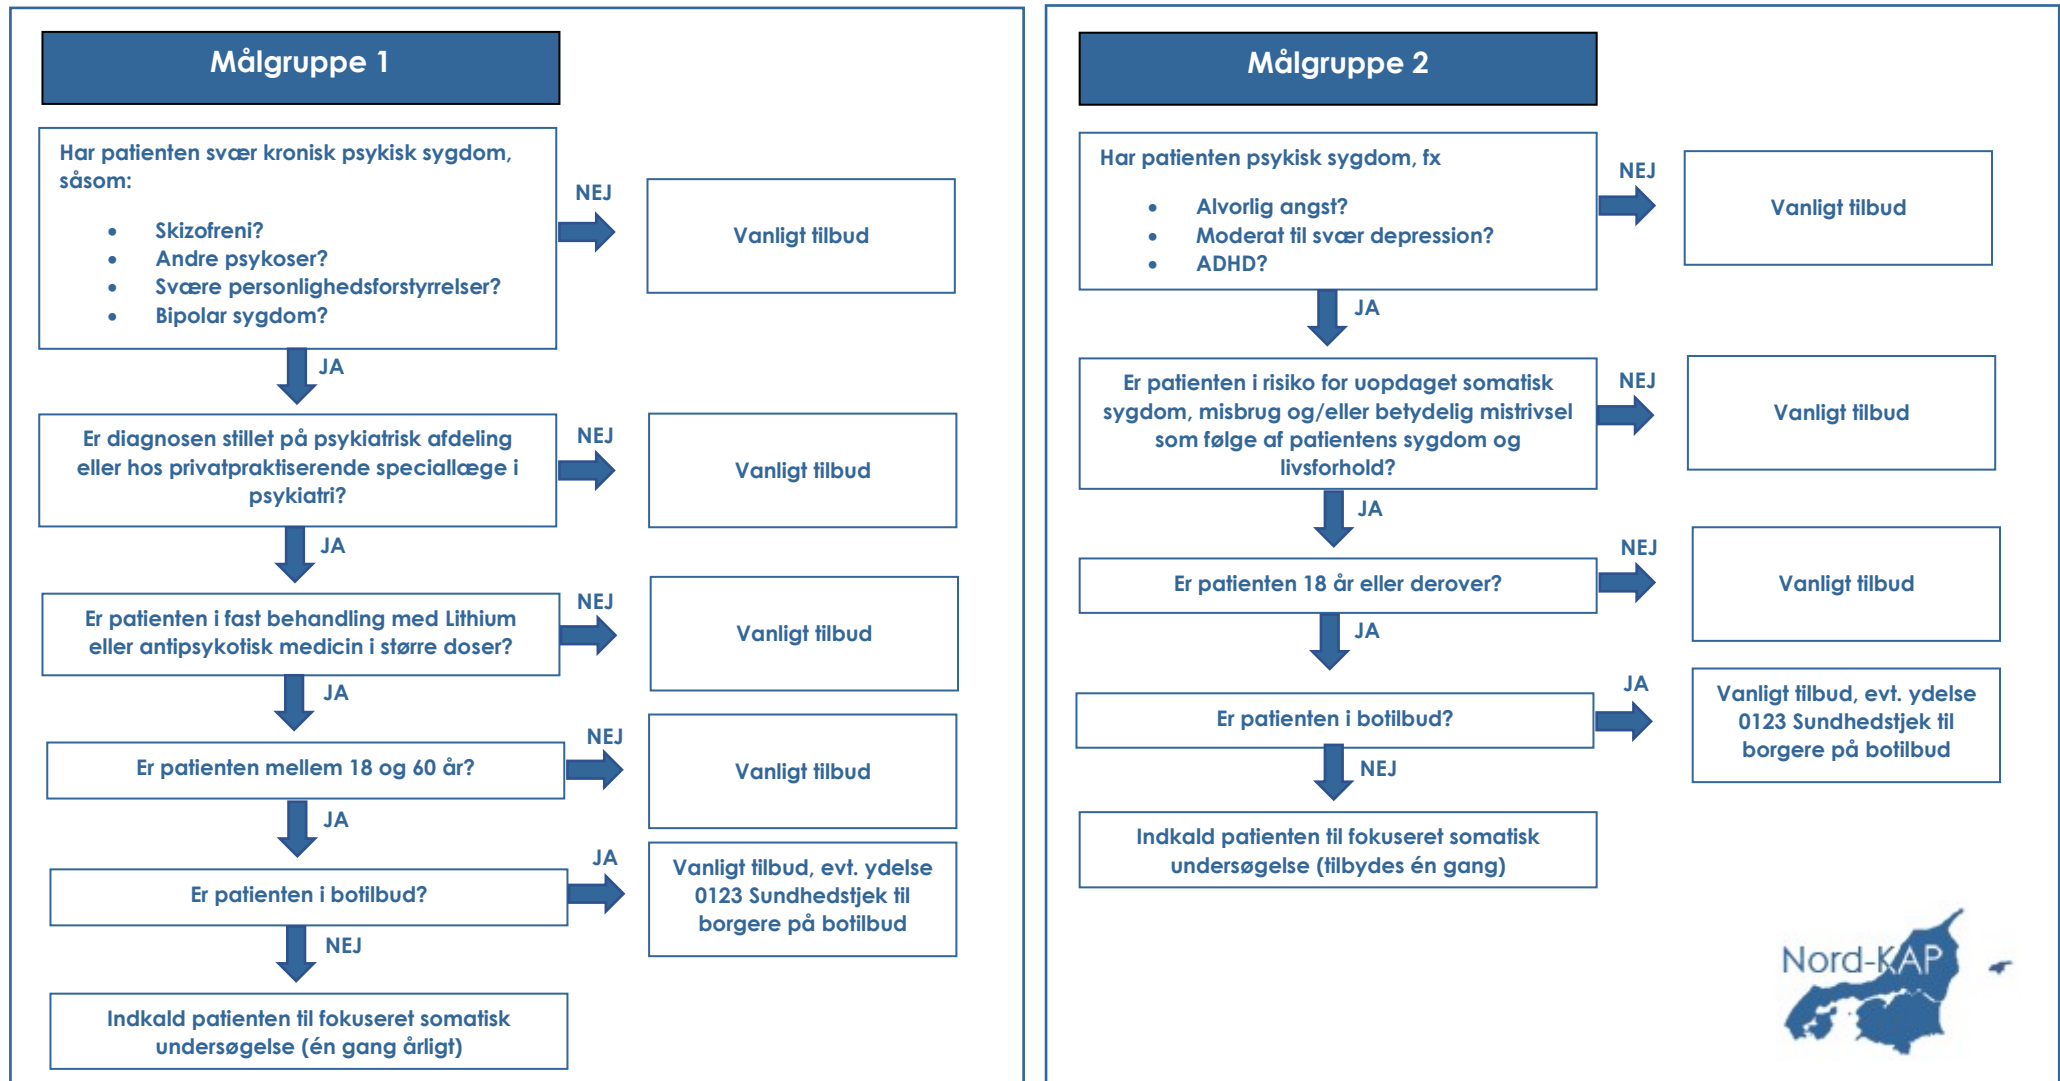 Målgruppe 1
Har patienten svær kronisk psykisk sygdom,
såsom:
• Skizofreni?
• Andre psykoser?
• Svære personlighedsforstyrrelser?
• Bipolar sygdom?
NEJ
Vanligt tilbud
JA
Er diagnosen stillet på psykiatrisk afdeling
eller hos privatpraktiserende speciallæge i
psykiatri?
NEJ
Vanligt tilbud
JA
Er patienten i fast behandling med Lithium
eller antipsykotisk medicin i større doser?
NEJ
Vanligt tilbud
JA
Er patienten mellem 18 og 60 år?
NEJ
Vanligt tilbud
JA
Er patienten i botilbud?
JA
Vanligt tilbud, evt. ydelse
0123 Sundhedstjek til
borgere på botilbud
NEJ
Indkald patienten til fokuseret somatisk
undersøgelse (én gang årligt)
Målgruppe 2
Har patienten psykisk sygdom, fx
• Alvorlig angst?
• Moderat til svær depression?
• ADHD?
NEJ
Vanligt tilbud
JA
Er patienten i risiko for uopdaget somatisk
sygdom, misbrug og/eller betydelig mistrivsel
som følge af patientens sygdom og
livsforhold?
NEJ
Vanligt tilbud
JA
Er patienten 18 år eller derover?
NEJ
Vanligt tilbud
JA
Er patienten i botilbud?
JA
Vanligt tilbud, evt. ydelse
0123 Sundhedstjek til
borgere på botilbud
NEJ
Indkald patienten til fokuseret somatisk
undersøgelse (tilbydes én gang)
Nord-KAP